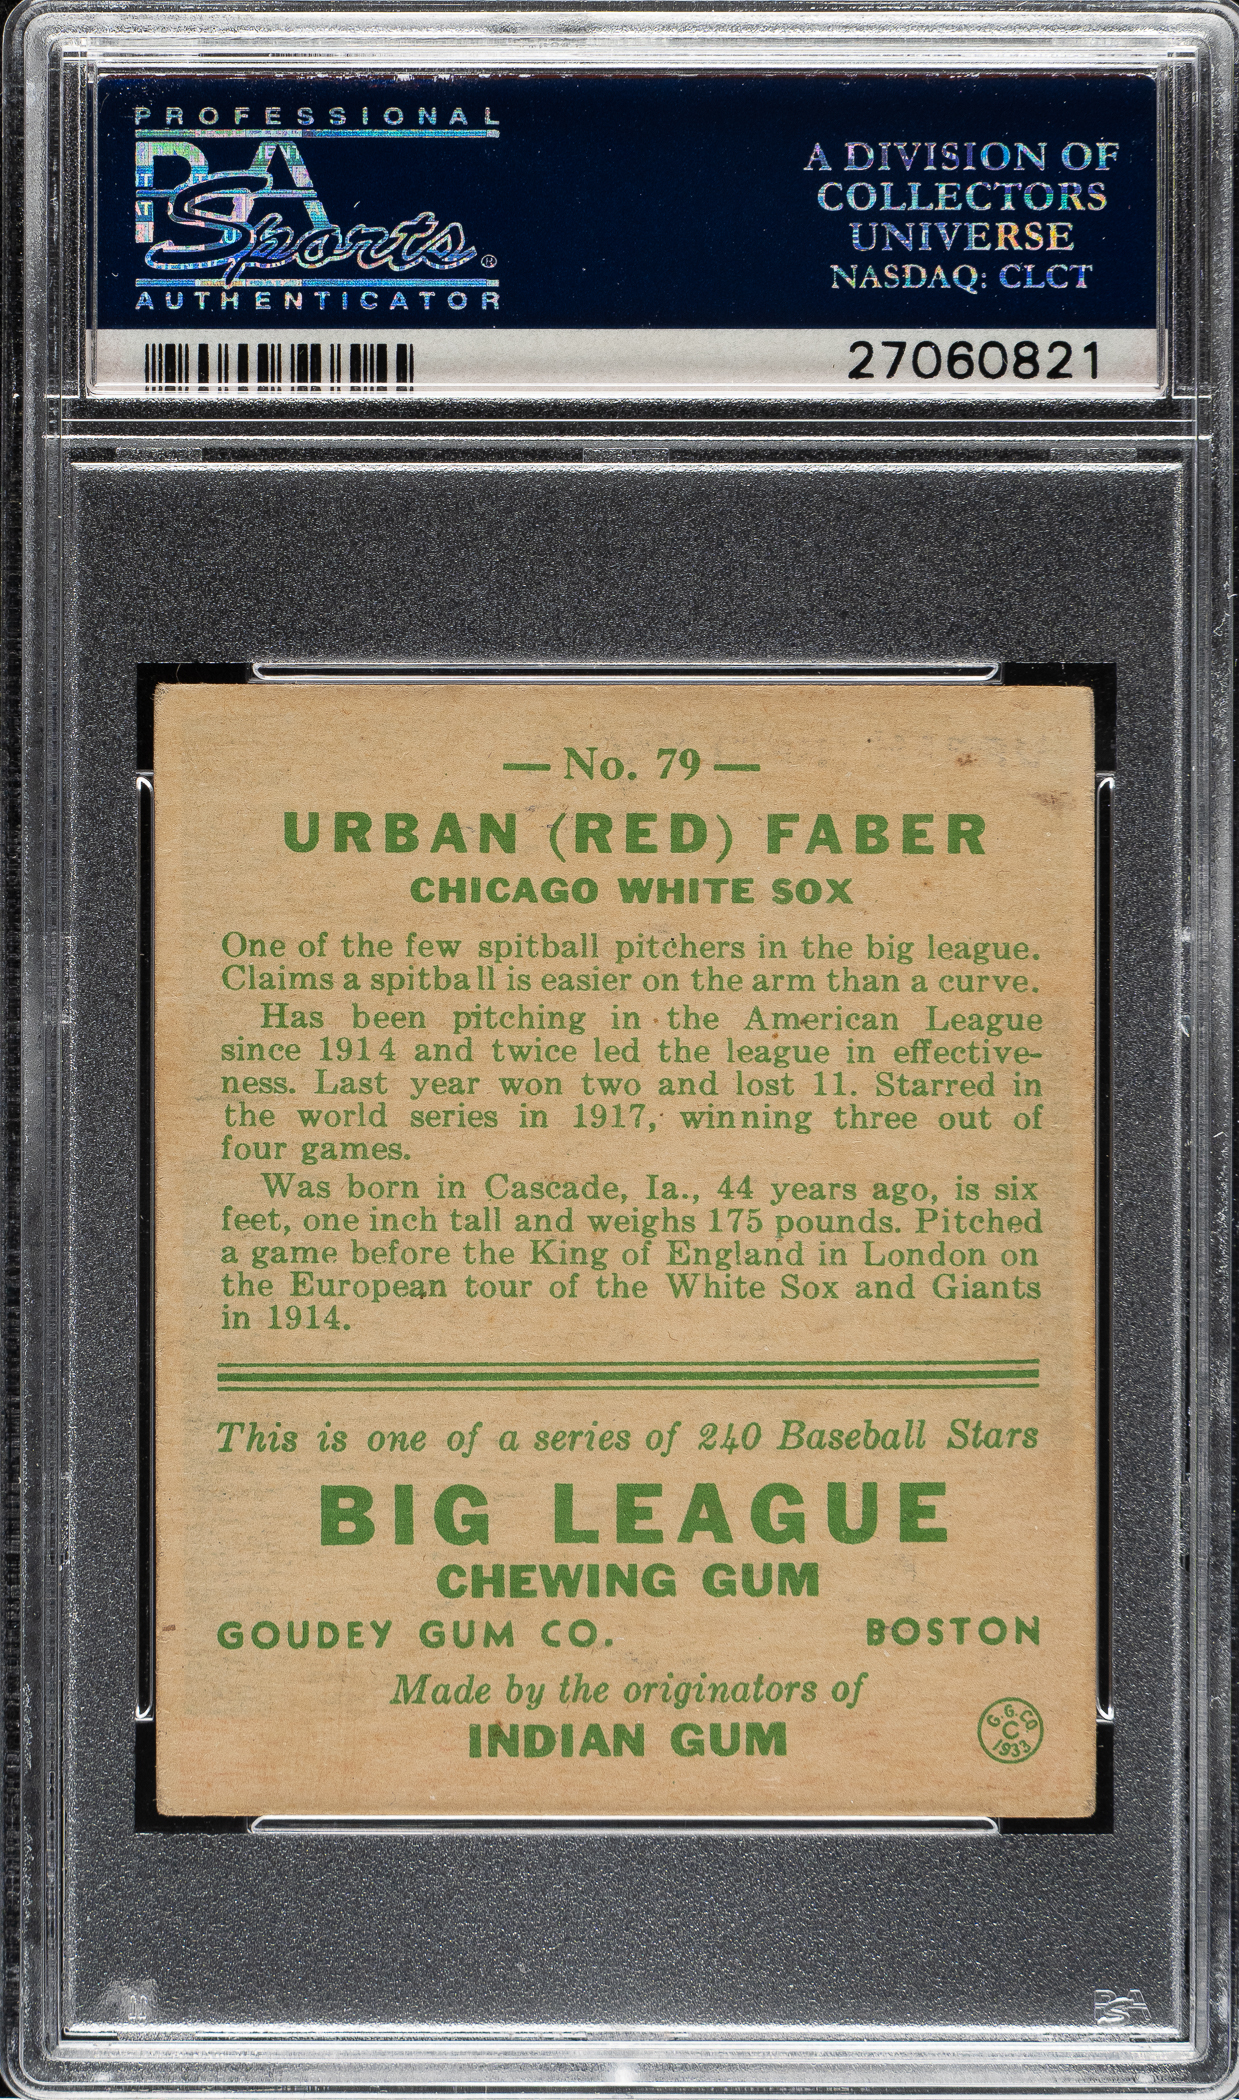 PROFESSIONAL
PSA
Sports®
AUTHENTICATOR
A DIVISION OF
COLLECTORS
UNIVERSE
NASDAQ: CLCT
27060821
— No. 79 —
URBAN (RED) FABER
CHICAGO WHITE SOX
One of the few spitball pitchers in the big league.
Claims a spitball is easier on the arm than a curve.
Has been pitching in the American League
since 1914 and twice led the league in effective-
ness. Last year won two and lost 11. Starred in
the world series in 1917, winning three out of
four games.
Was born in Cascade, Ia., 44 years ago, is six
feet, one inch tall and weighs 175 pounds. Pitched
a game before the King of England in London on
the European tour of the White Sox and Giants
in 1914.
This is one of a series of 240 Baseball Stars
BIG LEAGUE
CHEWING GUM
GOUDEY GUM CO. BOSTON
Made by the originators of
INDIAN GUM
G.G.CO.
C
1933
PSA